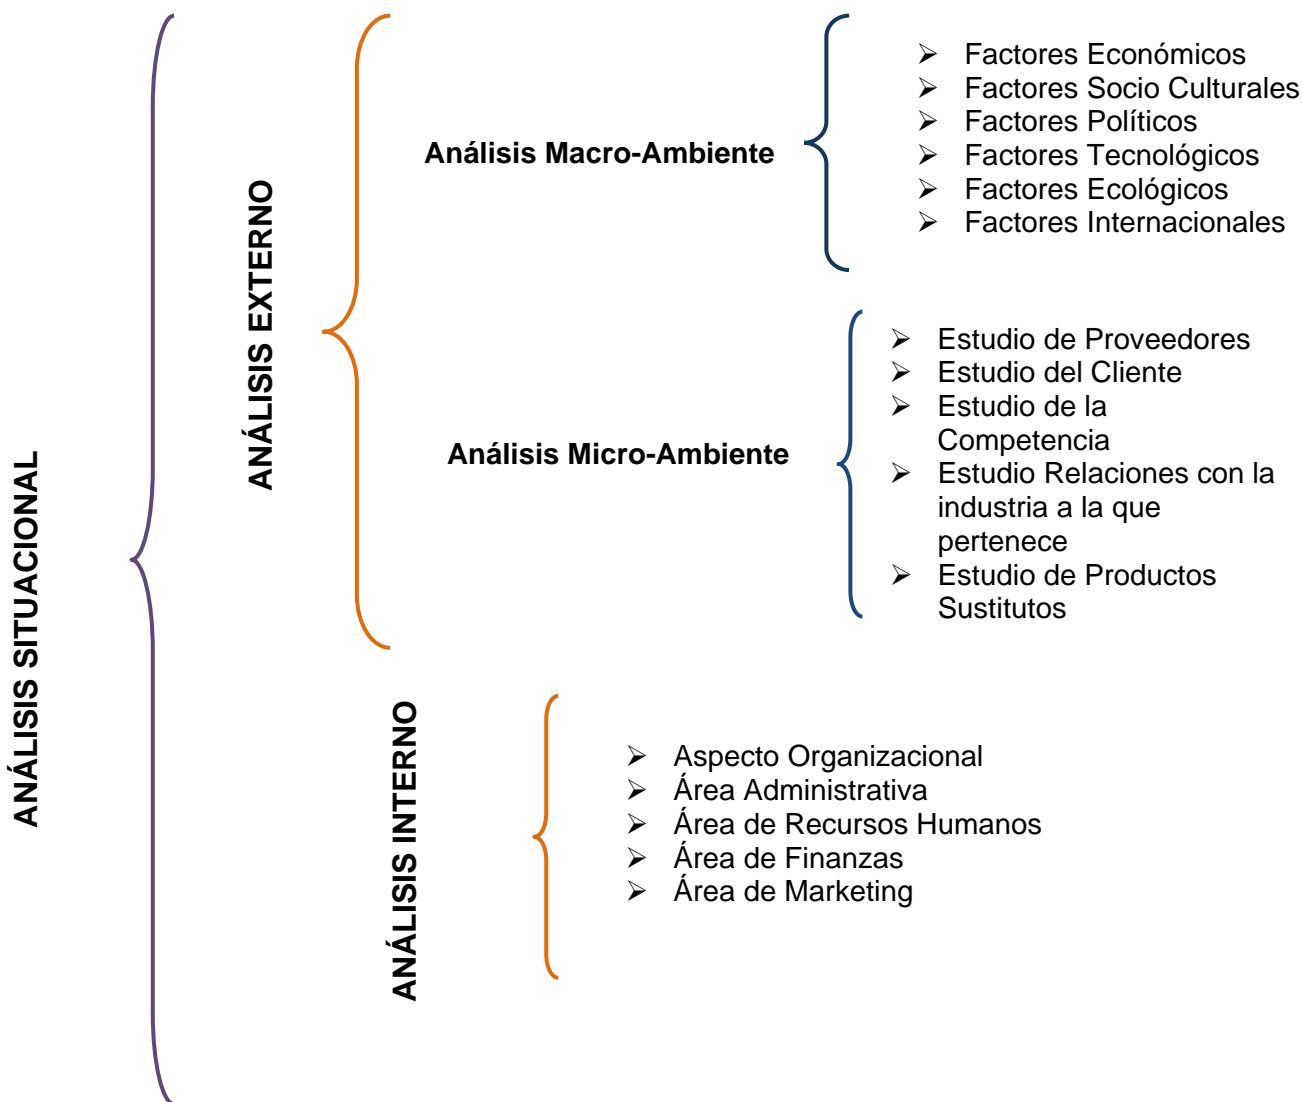 ANÁLISIS SITUACIONAL
ANÁLISIS EXTERNO
Análisis Macro-Ambiente
➢ Factores Económicos
➢ Factores Socio Culturales
➢ Factores Políticos
➢ Factores Tecnológicos
➢ Factores Ecológicos
➢ Factores Internacionales
Análisis Micro-Ambiente
➢ Estudio de Proveedores
➢ Estudio del Cliente
➢ Estudio de la
Competencia
➢ Estudio Relaciones con la
industria a la que
pertenece
➢ Estudio de Productos
Sustitutos
ANÁLISIS INTERNO
➢ Aspecto Organizacional
➢ Área Administrativa
➢ Área de Recursos Humanos
➢ Área de Finanzas
➢ Área de Marketing